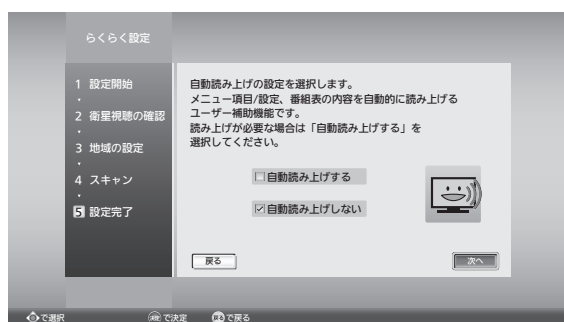 らくらく設定
1 設定開始
・
2 衛星視聴の確認
・
3 地域の設定
・
4 スキャン
・
5 設定完了
自動読み上げの設定を選択します。
メニュー項目/設定、番組表の内容を自動的に読み上げる
ユーザー補助機能です。
読み上げが必要な場合は「自動読み上げする」を
選択してください。
□自動読み上げする
☑自動読み上げしない
戻る
次へ
で選択 決定で決定 戻るで戻る